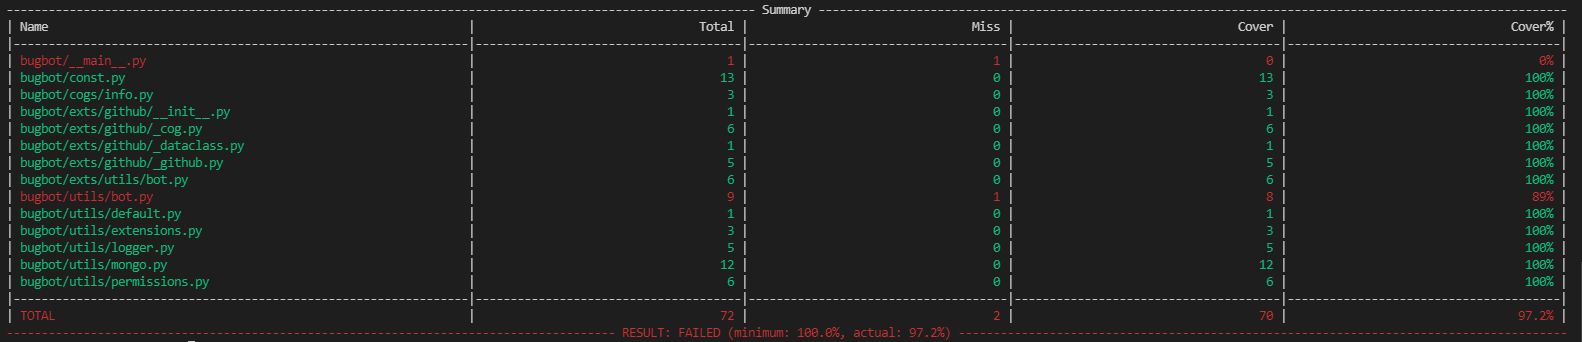 Summary
| Name | Total | Miss | Cover | Cover% |
| bugbot/__main__.py | 1 | 1 | 0 | 0% |
| bugbot/const.py | 13 | 0 | 13 | 100% |
| bugbot/cogs/info.py | 3 | 0 | 3 | 100% |
| bugbot/exts/github/__init__.py | 1 | 0 | 1 | 100% |
| bugbot/exts/github/_cog.py | 6 | 0 | 6 | 100% |
| bugbot/exts/github/_dataclass.py | 1 | 0 | 1 | 100% |
| bugbot/exts/github/_github.py | 5 | 0 | 5 | 100% |
| bugbot/exts/utils/bot.py | 6 | 0 | 6 | 100% |
| bugbot/utils/bot.py | 9 | 1 | 8 | 89% |
| bugbot/utils/default.py | 1 | 0 | 1 | 100% |
| bugbot/utils/extensions.py | 3 | 0 | 3 | 100% |
| bugbot/utils/logger.py | 5 | 0 | 5 | 100% |
| bugbot/utils/mongo.py | 12 | 0 | 12 | 100% |
| bugbot/utils/permissions.py | 6 | 0 | 6 | 100% |
| TOTAL | 72 | 2 | 70 | 97.2% |
RESULT: FAILED (minimum: 100.0%, actual: 97.2%)